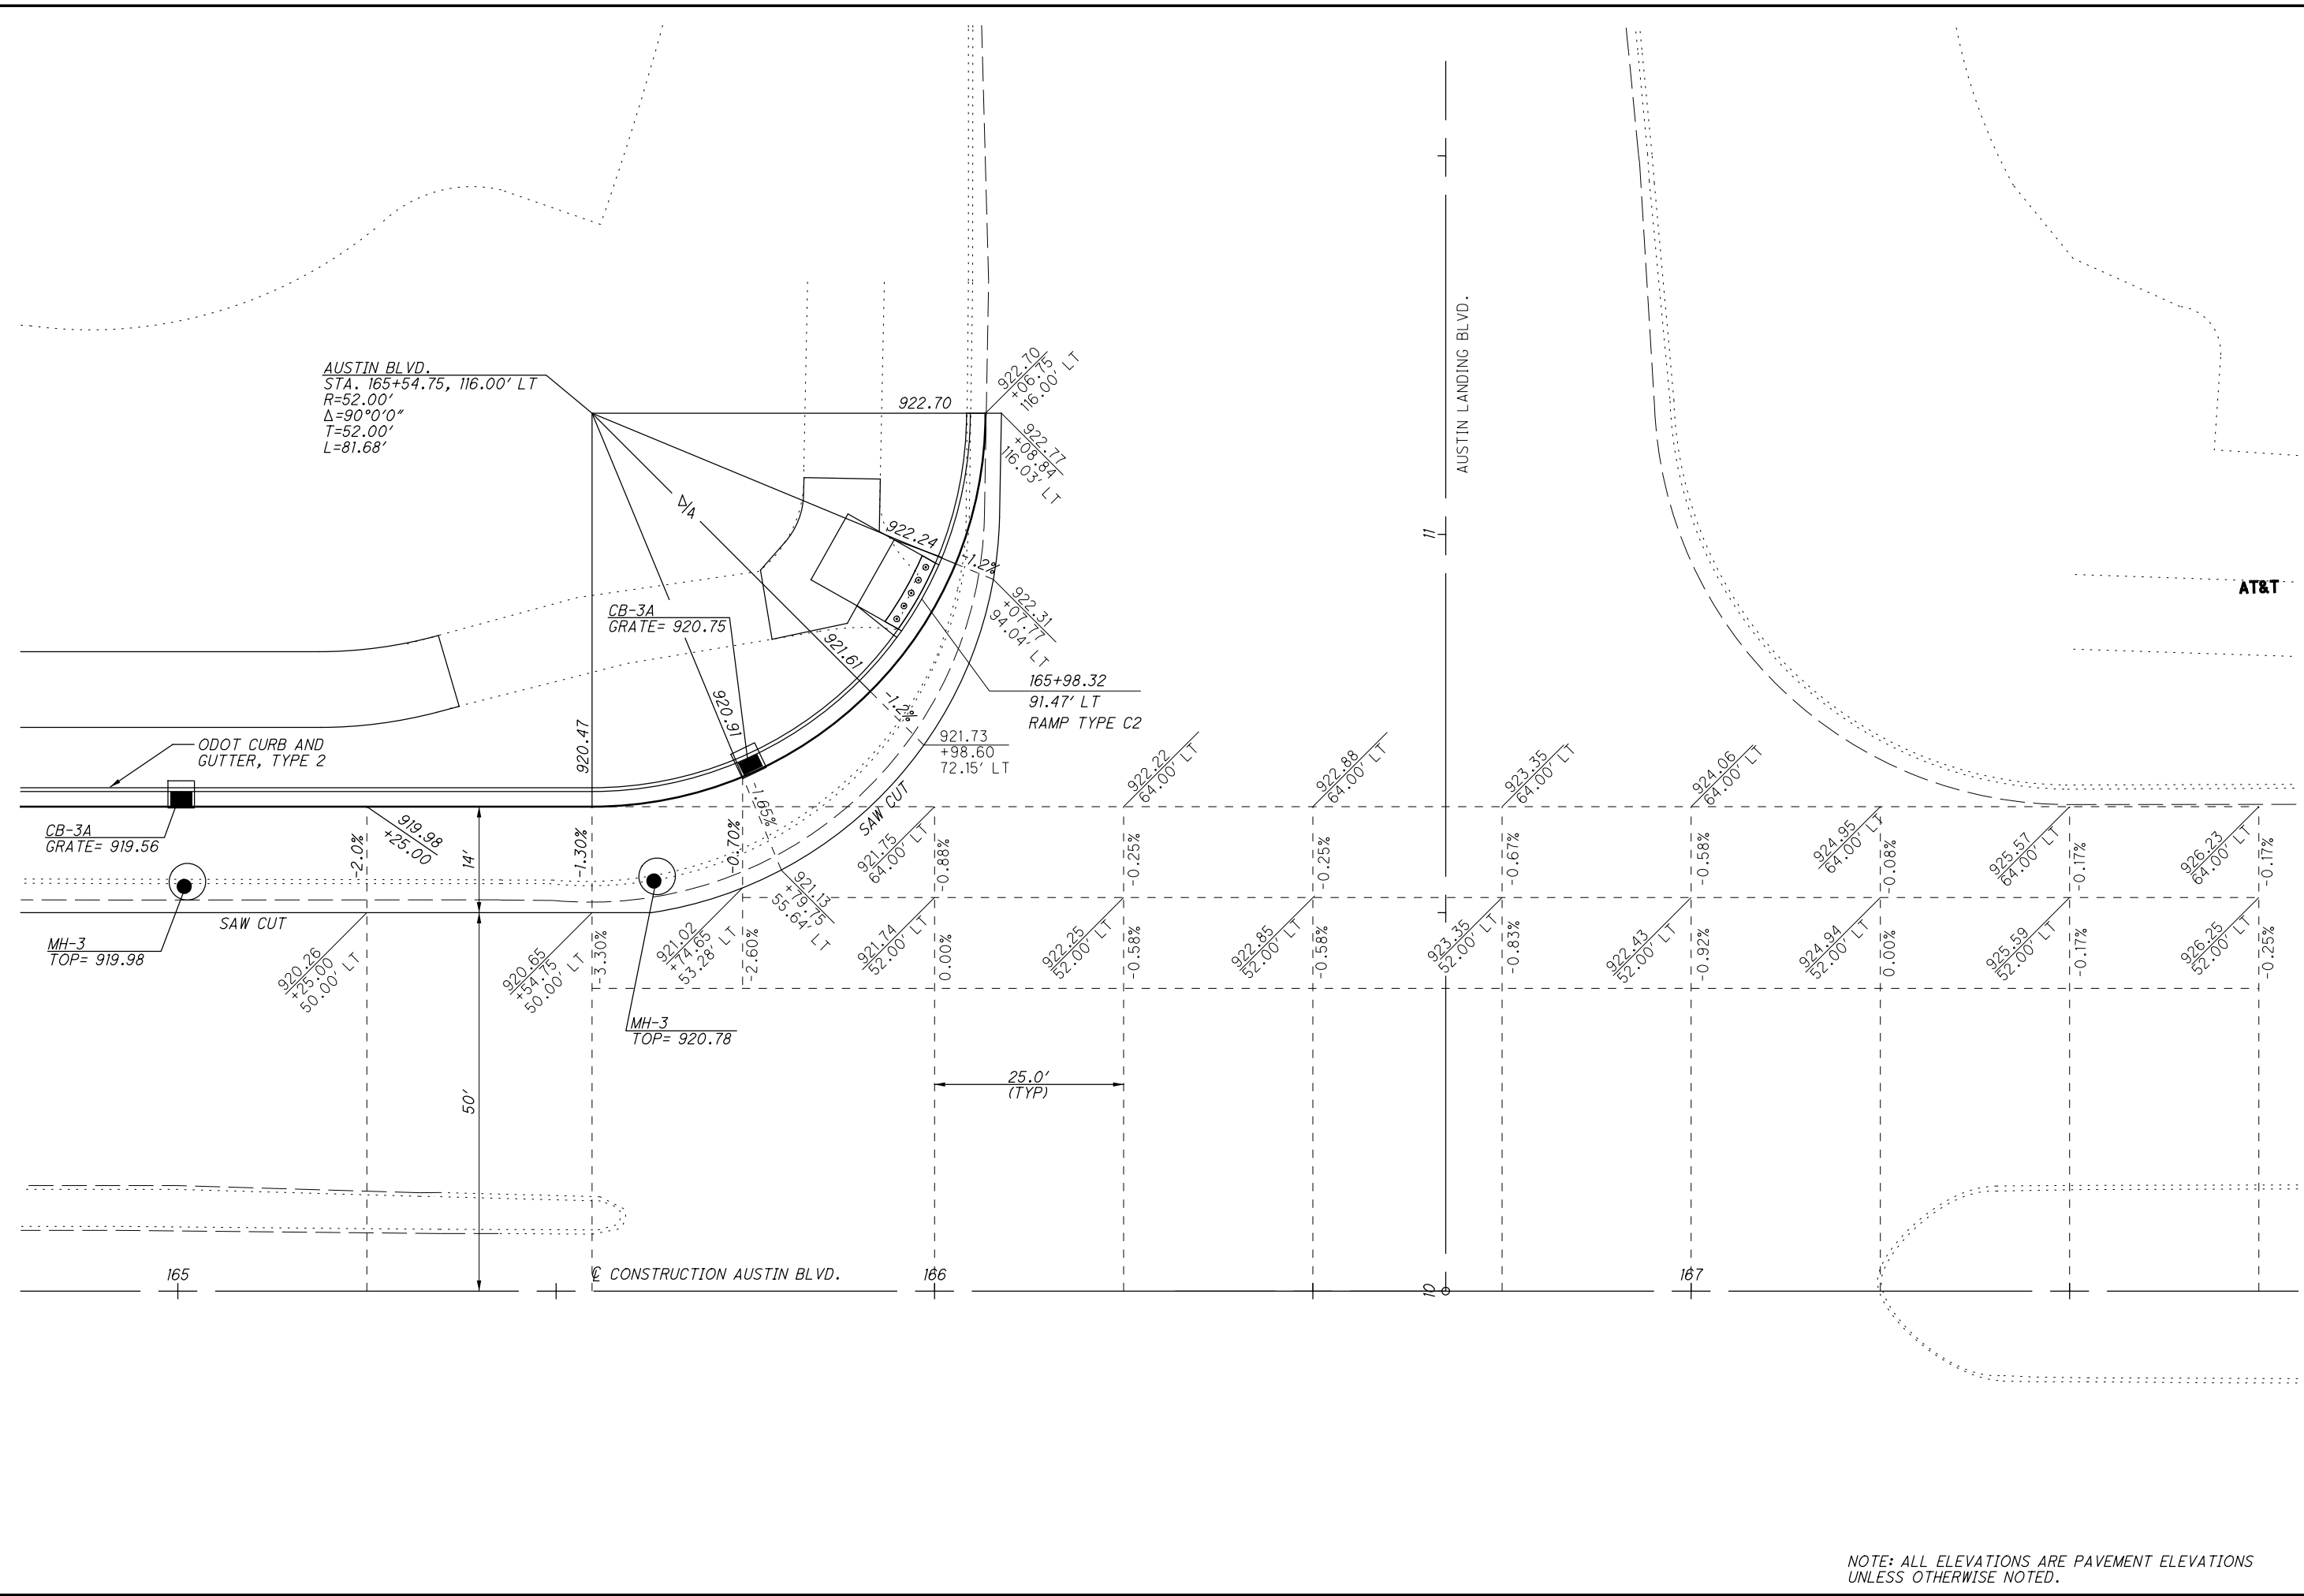 AUSTIN BLVD.
STA. 165+54.75, 116.00' LT
R=52.00'
Δ=90°0'0"
T=52.00'
L=81.68'
922.70
922.70
+06.75
116.00' LT
922.77
+08.84
116.03' LT
AUSTIN LANDING BLVD.
11
AT&T
Δ/4
922.24
-1.2%
922.31
+07.77
94.04' LT
CB-3A
GRATE= 920.75
921.61
-1.2%
920.91
920.47
165+98.32
91.47' LT
RAMP TYPE C2
921.73
+98.60
72.15' LT
ODOT CURB AND
GUTTER, TYPE 2
CB-3A
GRATE= 919.56
919.98
+25.00
-2.0%
14'
-1.30%
-0.70%
1.65%
SAW CUT
921.75
64.00' LT
922.22
64.00' LT
922.88
64.00' LT
923.35
64.00' LT
924.06
64.00' LT
924.95
64.00' LT
925.57
64.00' LT
926.23
64.00' LT
-0.88%
-0.25%
-0.25%
-0.67%
-0.58%
-0.08%
-0.17%
-0.17%
SAW CUT
MH-3
TOP= 919.98
920.26
+25.00
50.00' LT
920.65
+54.75
50.00' LT
-3.30%
921.02
+74.65
53.28' LT
-2.60%
921.13
+79.75
55.64' LT
921.74
52.00' LT
0.00%
922.25
52.00' LT
-0.58%
922.85
52.00' LT
-0.58%
923.35
52.00' LT
-0.83%
922.43
52.00' LT
-0.92%
924.94
52.00' LT
0.00%
925.59
52.00' LT
-0.17%
926.25
52.00' LT
-0.25%
MH-3
TOP= 920.78
50'
25.0'
(TYP)
165
℄ CONSTRUCTION AUSTIN BLVD.
166
10
167
NOTE: ALL ELEVATIONS ARE PAVEMENT ELEVATIONS
UNLESS OTHERWISE NOTED.